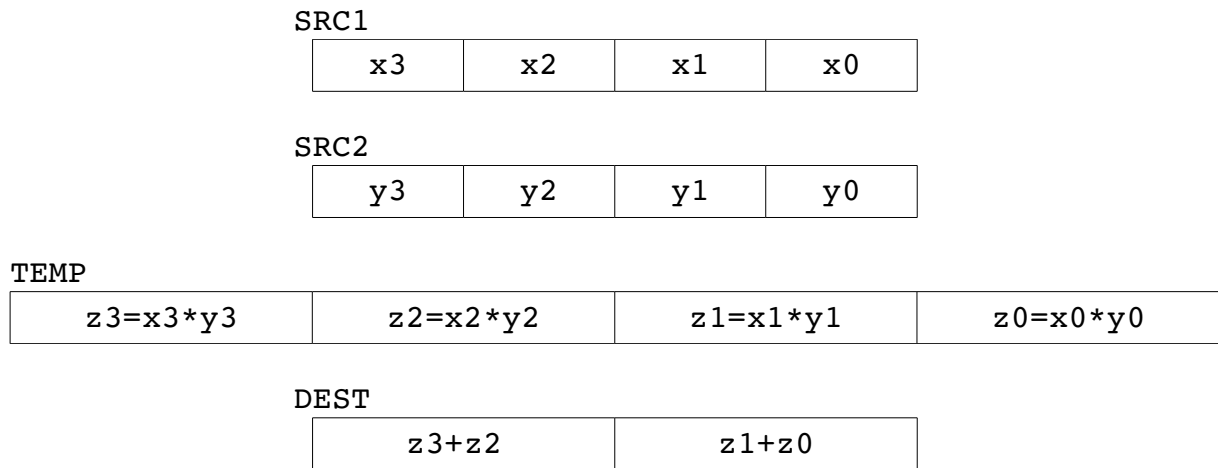 SRC1
x3 x2 x1 x0
SRC2
y3 y2 y1 y0
TEMP
z3=x3*y3 z2=x2*y2 z1=x1*y1 z0=x0*y0
DEST
z3+z2 z1+z0